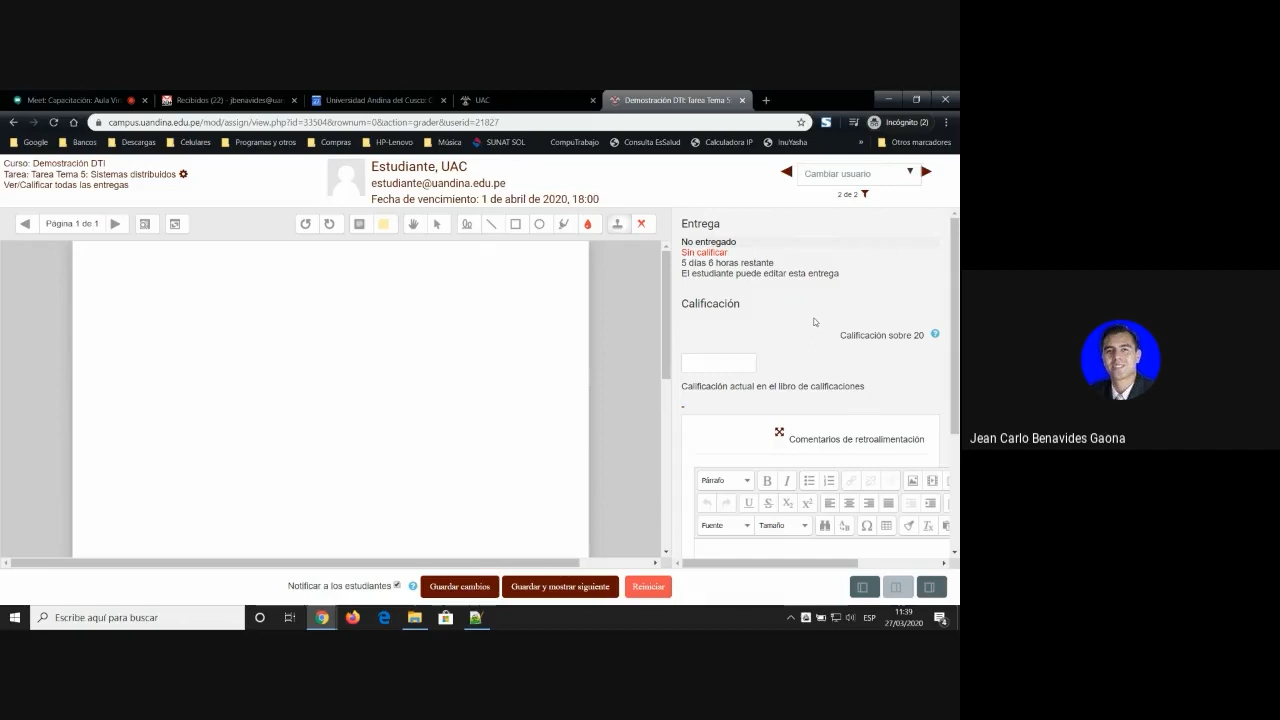 Meet: Capacitación: Aula Vir
Recibidos (22) - jbenavides@uan
Universidad Andina del Cusco: C
UAC
Demostración DTI: Tarea Tema 5:
campus.uandina.edu.pe/mod/assign/view.php?id=33504&rownum=0&action=grader&userid=21827
Incógnito (2)
Google
Bancos
Descargas
Celulares
Programas y otros
Compras
HP-Lenovo
Música
SUNAT SOL
CompuTrabajo
Consulta EsSalud
Calculadora IP
InuYasha
»
Otros marcadores
Curso: Demostración DTI
Tarea: Tarea Tema 5: Sistemas distribuidos
Ver/Calificar todas las entregas
Estudiante, UAC
estudiante@uandina.edu.pe
Fecha de vencimiento: 1 de abril de 2020, 18:00
Cambiar usuario
2 de 2
Página 1 de 1
Entrega
No entregado
Sin calificar
5 días 6 horas restante
El estudiante puede editar esta entrega
Calificación
Calificación sobre 20
Calificación actual en el libro de calificaciones
-
Comentarios de retroalimentación
Párrafo
B I
U S X₂ X²
Fuente
Tamaño
Notificar a los estudiantes
Guardar cambios
Guardar y mostrar siguiente
Reiniciar
Escribe aquí para buscar
ESP
11:39
27/03/2020
4
Jean Carlo Benavides Gaona